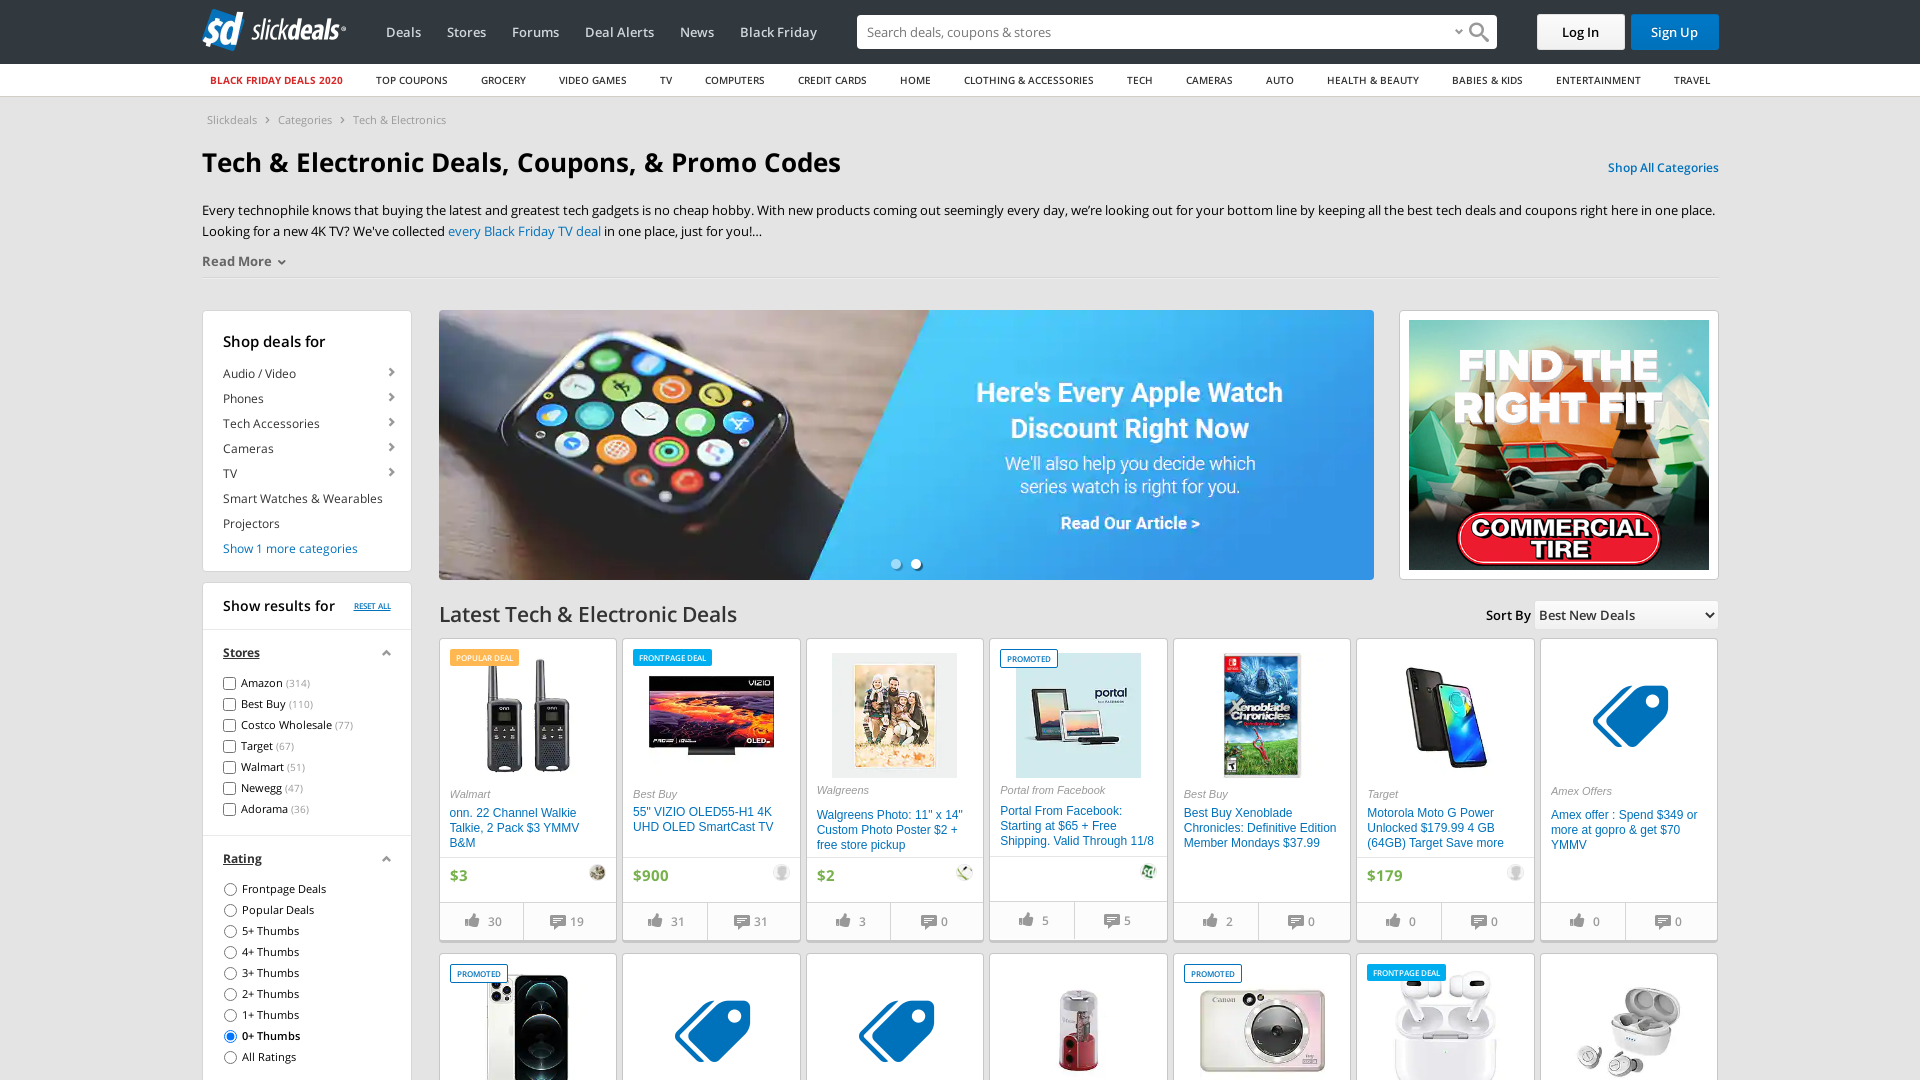 slickdeals
Deals
Stores
Forums
Deal Alerts
News
Black Friday
Search deals, coupons & stores
Log In
Sign Up
BLACK FRIDAY DEALS 2020
TOP COUPONS
GROCERY
VIDEO GAMES
TV
COMPUTERS
CREDIT CARDS
HOME
CLOTHING & ACCESSORIES
TECH
CAMERAS
AUTO
HEALTH & BEAUTY
BABIES & KIDS
ENTERTAINMENT
TRAVEL
Slickdeals > Categories > Tech & Electronics
Tech & Electronic Deals, Coupons, & Promo Codes
Shop All Categories
Every technophile knows that buying the latest and greatest tech gadgets is no cheap hobby. With new products coming out seemingly every day, we’re looking out for your bottom line by keeping all the best tech deals and coupons right here in one place.
Looking for a new 4K TV? We've collected every Black Friday TV deal in one place, just for you!...
Read More
Shop deals for
Audio / Video
Phones
Tech Accessories
Cameras
TV
Smart Watches & Wearables
Projectors
Show 1 more categories
Here's Every Apple Watch
Discount Right Now
We'll also help you decide which
series watch is right for you.
Read Our Article >
FIND THE
RIGHT FIT
COMMERCIAL
TIRE
Show results for
RESET ALL
Stores
Amazon (314)
Best Buy (110)
Costco Wholesale (77)
Target (67)
Walmart (51)
Newegg (47)
Adorama (36)
Rating
Frontpage Deals
Popular Deals
5+ Thumbs
4+ Thumbs
3+ Thumbs
2+ Thumbs
1+ Thumbs
0+ Thumbs
All Ratings
Latest Tech & Electronic Deals
Sort By Best New Deals
POPULAR DEAL
onn
Walmart
onn. 22 Channel Walkie
Talkie, 2 Pack $3 YMMV
B&M
$3
30
19
FRONTPAGE DEAL
VIZIO
OLED
Best Buy
55" VIZIO OLED55-H1 4K
UHD OLED SmartCast TV
$900
31
31
Walgreens
Walgreens Photo: 11" x 14"
Custom Photo Poster $2 +
free store pickup
$2
3
0
PROMOTED
portal
Portal from Facebook
Portal From Facebook:
Starting at $65 + Free
Shipping. Valid Through 11/8
5
5
Xenoblade
Chronicles
Best Buy
Best Buy Xenoblade
Chronicles: Definitive Edition
Member Mondays $37.99
2
0
Target
Motorola Moto G Power
Unlocked $179.99 4 GB
(64GB) Target Save more
$179
0
0
Amex Offers
Amex offer : Spend $349 or
more at gopro & get $70
YMMV
0
0
PROMOTED
PROMOTED
Canon
FRONTPAGE DEAL